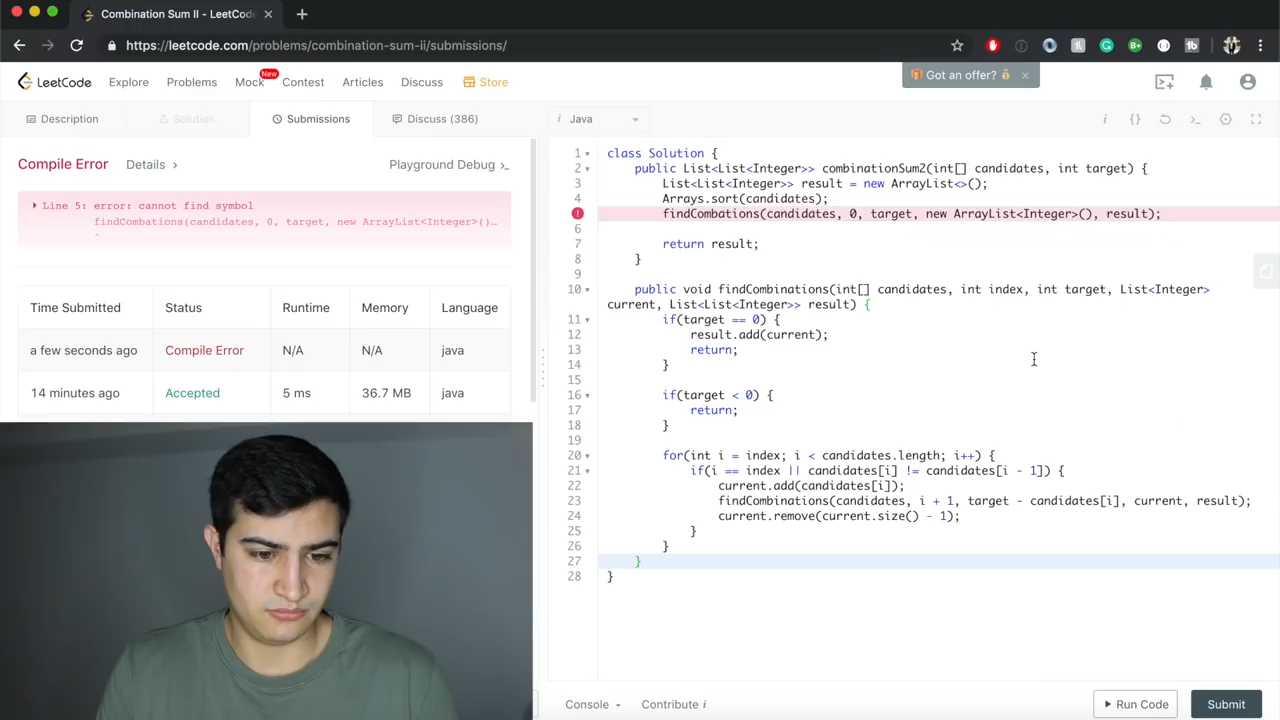 Combination Sum II - LeetCode
https://leetcode.com/problems/combination-sum-ii/submissions/
LeetCode Explore Problems Mock New Contest Articles Discuss Store
Got an offer?
Description Solution Submissions Discuss (386)
i Java
Compile Error Details > Playground Debug >_
Line 5: error: cannot find symbol
findCombations(candidates, 0, target, new ArrayList<Integer>()…
Time Submitted Status Runtime Memory Language
a few seconds ago Compile Error N/A N/A java
14 minutes ago Accepted 5 ms 36.7 MB java
1 class Solution {
2 public List<List<Integer>> combinationSum2(int[] candidates, int target) {
3 List<List<Integer>> result = new ArrayList<>();
4 Arrays.sort(candidates);
findCombations(candidates, 0, target, new ArrayList<Integer>(), result);
6
7 return result;
8 }
9
10 public void findCombinations(int[] candidates, int index, int target, List<Integer>
current, List<List<Integer>> result) {
11 if(target == 0) {
12 result.add(current);
13 return;
14 }
15
16 if(target < 0) {
17 return;
18 }
19
20 for(int i = index; i < candidates.length; i++) {
21 if(i == index || candidates[i] != candidates[i - 1]) {
22 current.add(candidates[i]);
23 findCombinations(candidates, i + 1, target - candidates[i], current, result);
24 current.remove(current.size() - 1);
25 }
26 }
27 }
28 }
Console Contribute i Run Code Submit